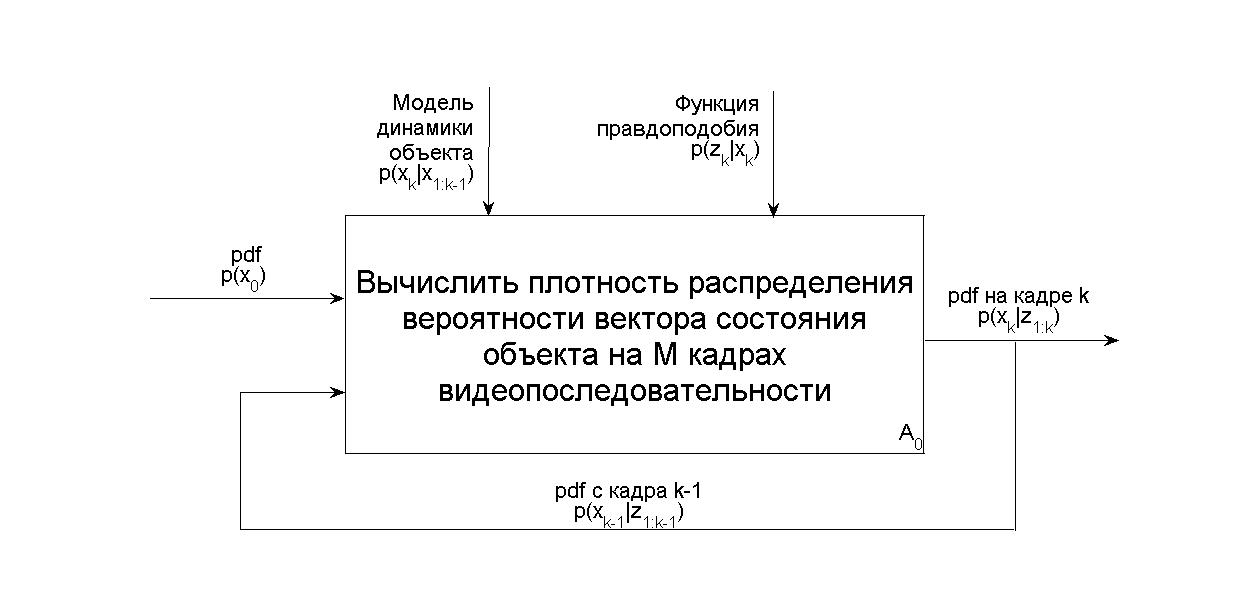 Модель
динамики
объекта
p(x_k|x_{1:k-1})
Функция
правдоподобия
p(z_k|x_k)
pdf
p(x_0)
Вычислить плотность распределения
вероятности вектора состояния
объекта на M кадрах
видеопоследовательности
A_0
pdf на кадре k
p(x_k|z_{1:k})
pdf с кадра k-1
p(x_{k-1}|z_{1:k-1})